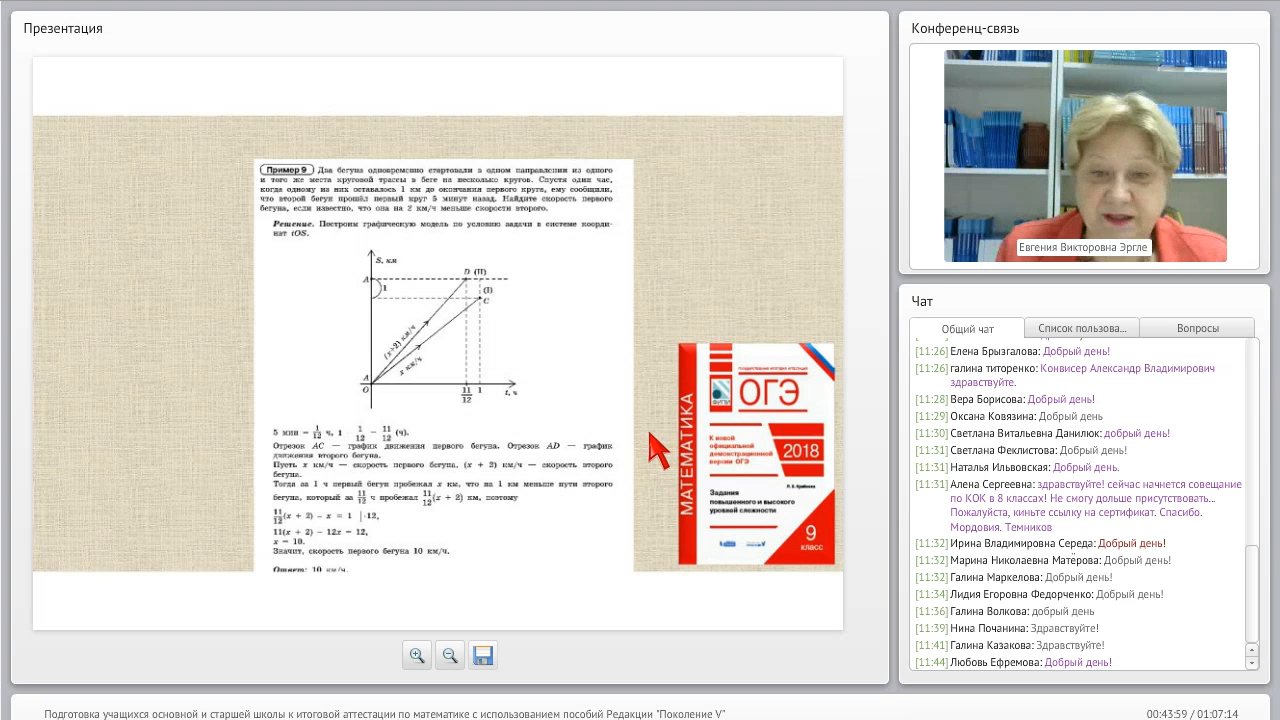 Презентация
Пример 9 Два бегуна одновременно стартовали в одном направлении из одного
и того же места круговой трассы в беге на несколько кругов. Спустя один час,
когда одному из них оставалось 1 км до окончания первого круга, ему сообщили,
что второй бегун прошёл первый круг 5 минут назад. Найдите скорость первого
бегуна, если известно, что она на 2 км/ч меньше скорости второго.
Решение. Построим графическую модель по условию задачи в системе коорди-
нат tOS.
S, км
A
D (II)
1
(I)
C
(x+2) км/ч
x км/ч
A
O
11/12
1
t, ч
5 мин = 1/12 ч, 1 1/12 − 11/12 (ч).
Отрезок AC — график движения первого бегуна. Отрезок AD — график
движения второго бегуна.
Пусть x км/ч — скорость первого бегуна, (x + 2) км/ч — скорость второго
бегуна.
Тогда за 1 ч первый бегун пробежал x км, что на 1 км меньше пути второго
бегуна, который за 11/12 ч пробежал 11/12(x + 2) км, поэтому
11/12(x + 2) − x = 1 |·12,
11(x + 2) − 12x = 12,
x = 10.
Значит, скорость первого бегуна 10 км/ч.
Ответ: 10 км/ч.
МАТЕМАТИКА
ФИПИ
ОГЭ
К новой
официальной
демонстрационной
версии ОГЭ
2018
Задания
повышенного и высокого
уровней сложности
9
класс
Конференц-связь
Евгения Викторовна Эргле
Чат
Общий чат
Список пользова...
Вопросы
[11:26] Елена Брызгалова: Добрый день!
[11:26] галина титоренко: Конвисер Александр Владимирович
здравствуйте.
[11:28] Вера Борисова: Добрый день!
[11:29] Оксана Ковязина: Добрый день
[11:30] Светлана Витальевна Данилюк: добрый день!
[11:31] Светлана Феклистова: Добрый день!
[11:31] Наталья Ильвовская: Добрый день.
[11:31] Алена Сергеевна: здравствуйте! сейчас начнется совещание
по КОК в 8 классах! Не смогу дольше присутствовать...
Пожалуйста, киньте ссылку на сертификат. Спасибо.
Мордовия. Темников
[11:32] Ирина Владимировна Середа: Добрый день!
[11:32] Марина Николаевна Матёрова: Добрый день!
[11:32] Галина Маркелова: Добрый день!
[11:34] Лидия Егоровна Федорченко: Добрый день!
[11:36] Галина Волкова: добрый день
[11:39] Нина Почанина: Здравствуйте!
[11:41] Галина Казакова: Здравствуйте!
[11:44] Любовь Ефремова: Добрый день!
Подготовка учащихся основной и старшей школы к итоговой аттестации по математике с использованием пособий Редакции "Поколение V"
00:43:59 / 01:07:14